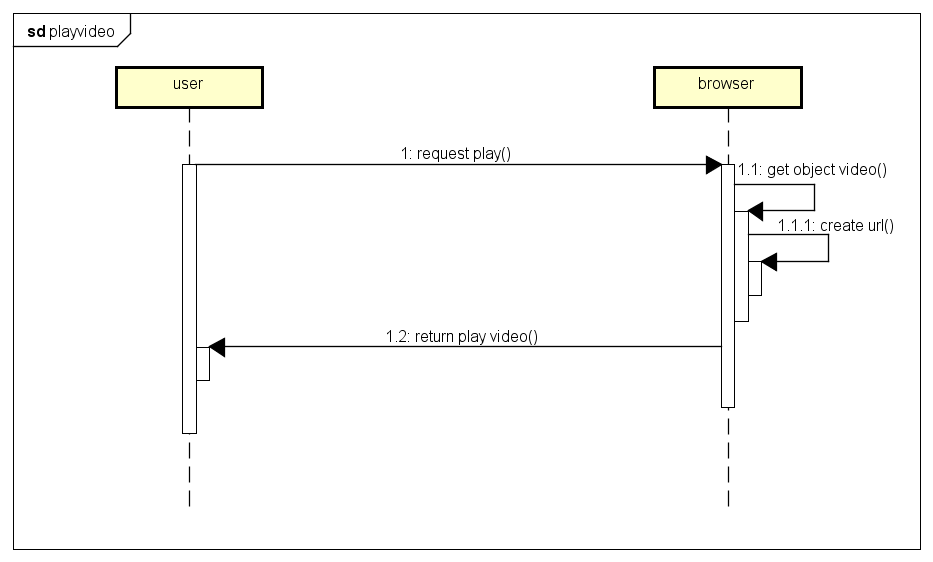 sd playvideo
user
browser
1: request play()
1.1: get object video()
1.1.1: create url()
1.2: return play video()